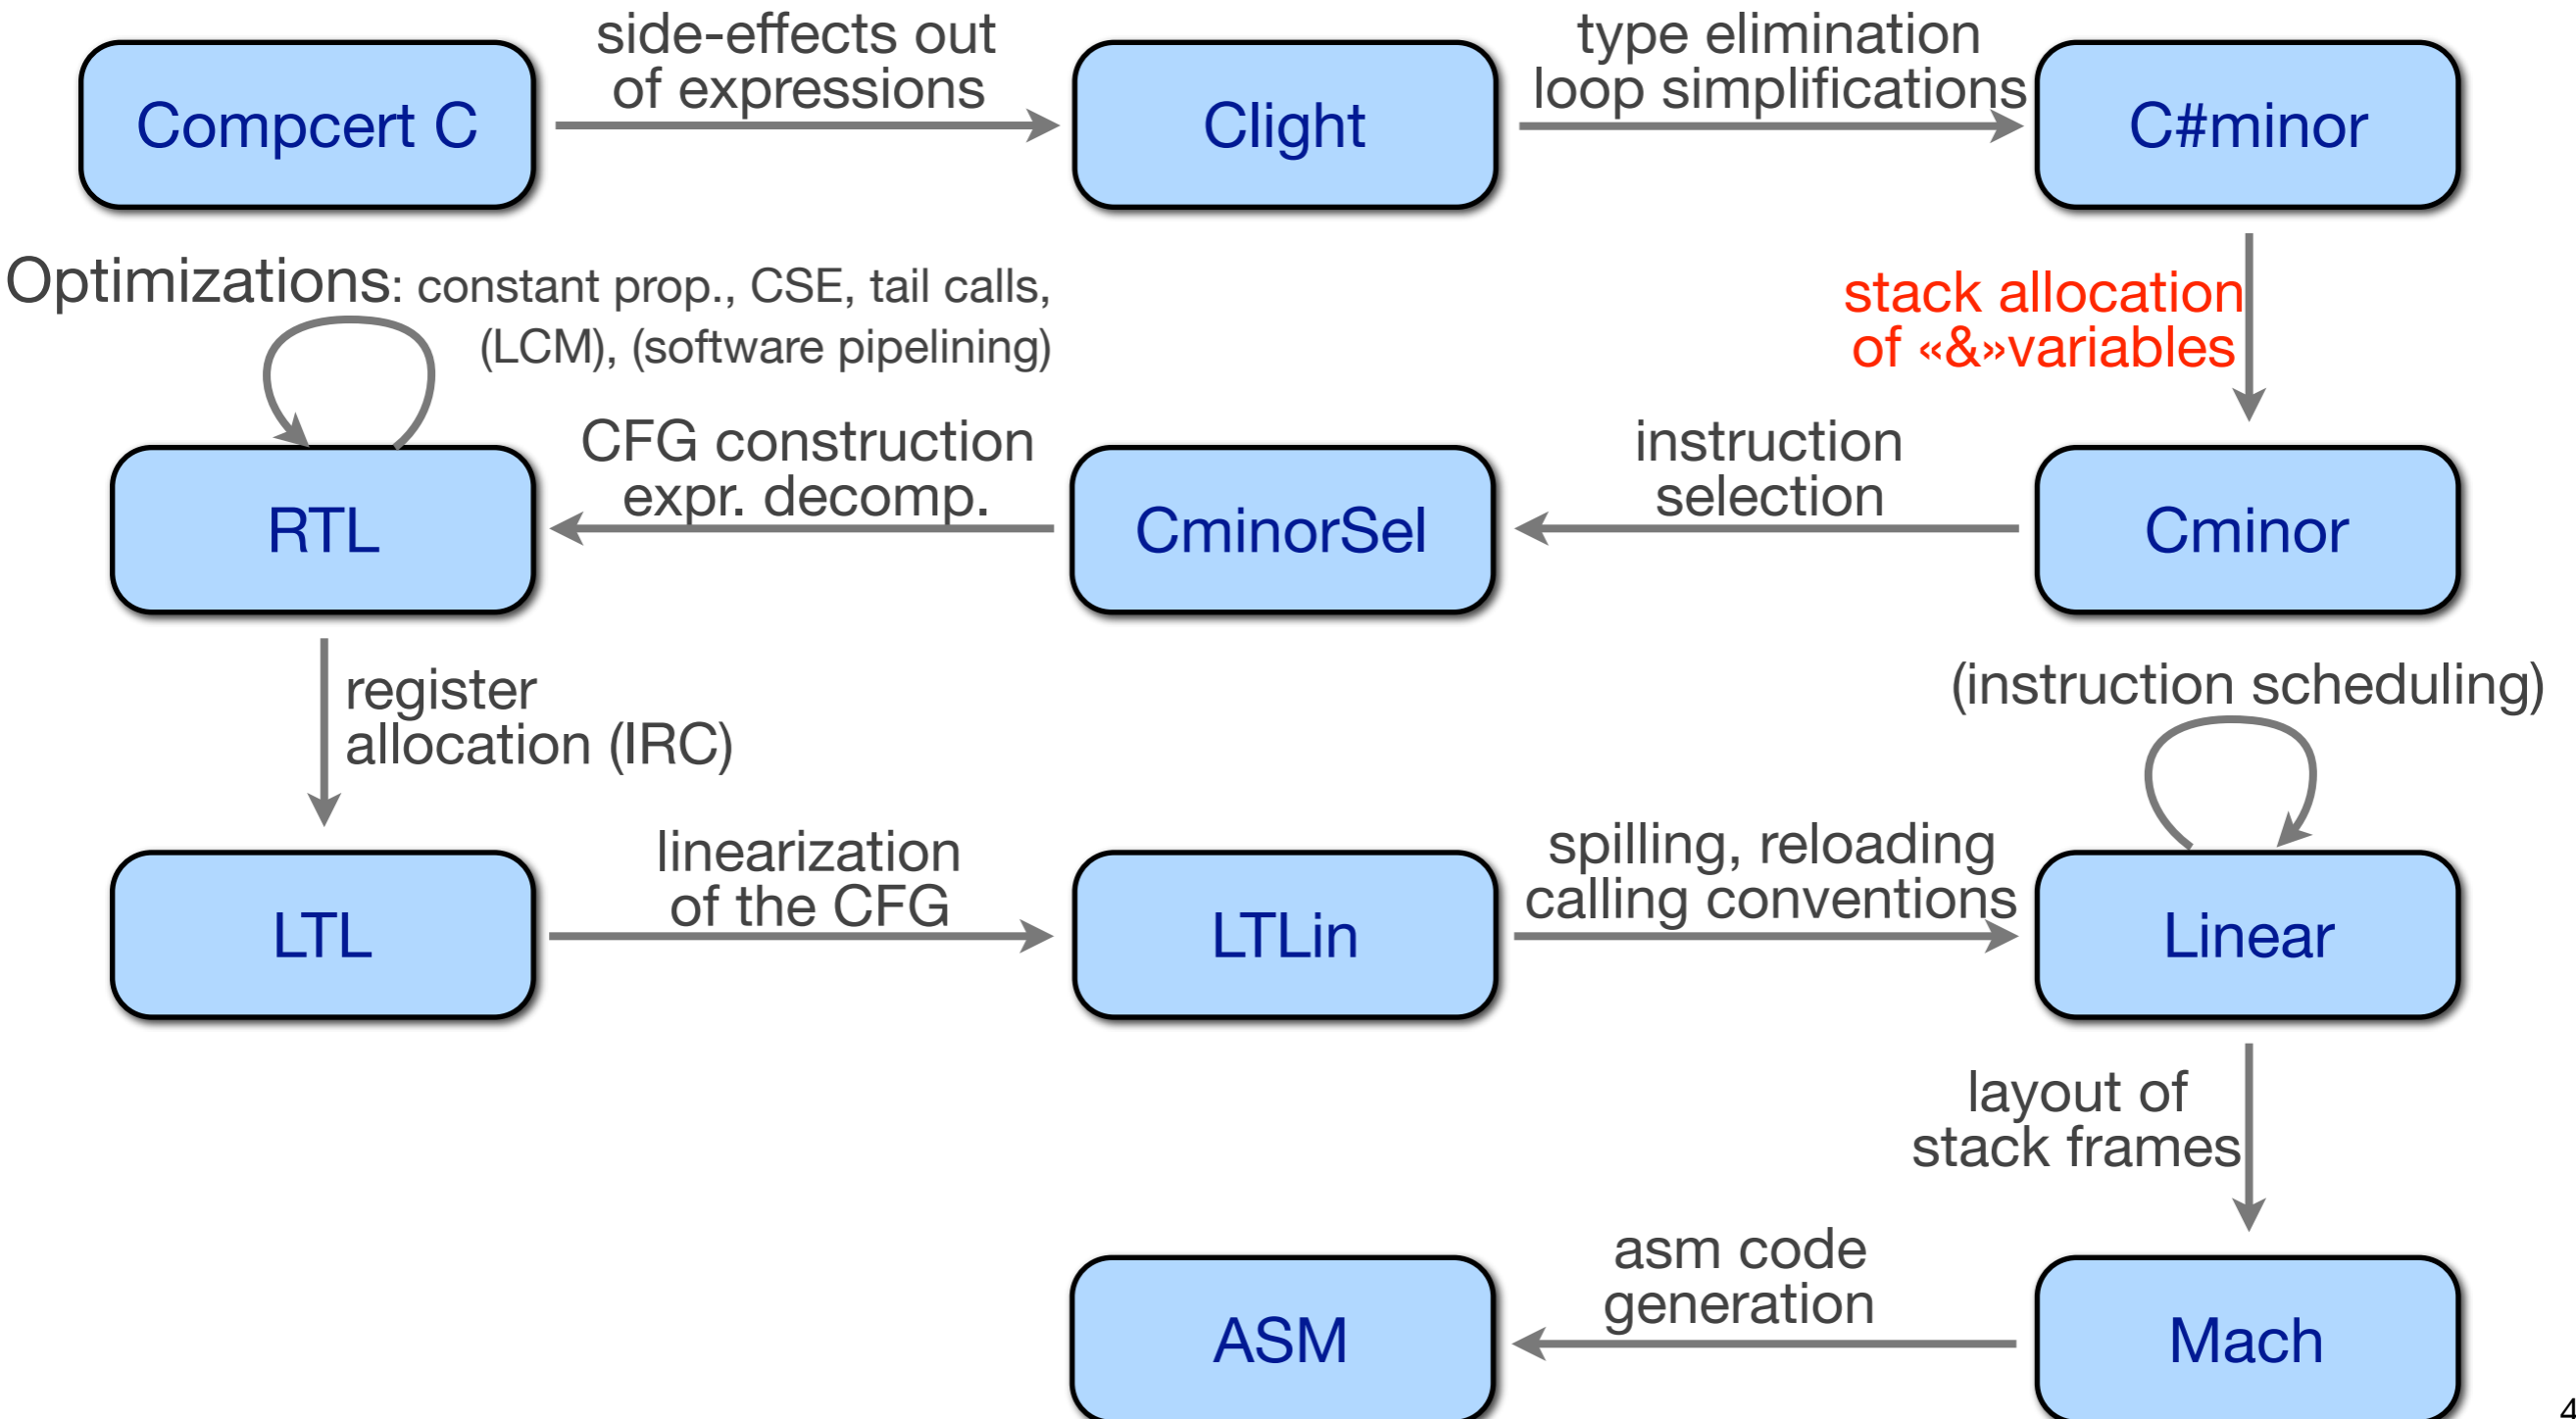 side-effects out
of expressions
type elimination
loop simplifications
Compcert C
Clight
C#minor
Optimizations: constant prop., CSE, tail calls,
(LCM), (software pipelining)
stack allocation
of «&»variables
CFG construction
expr. decomp.
instruction
selection
RTL
CminorSel
Cminor
register
allocation (IRC)
(instruction scheduling)
linearization
of the CFG
spilling, reloading
calling conventions
LTL
LTLin
Linear
layout of
stack frames
asm code
generation
ASM
Mach
4